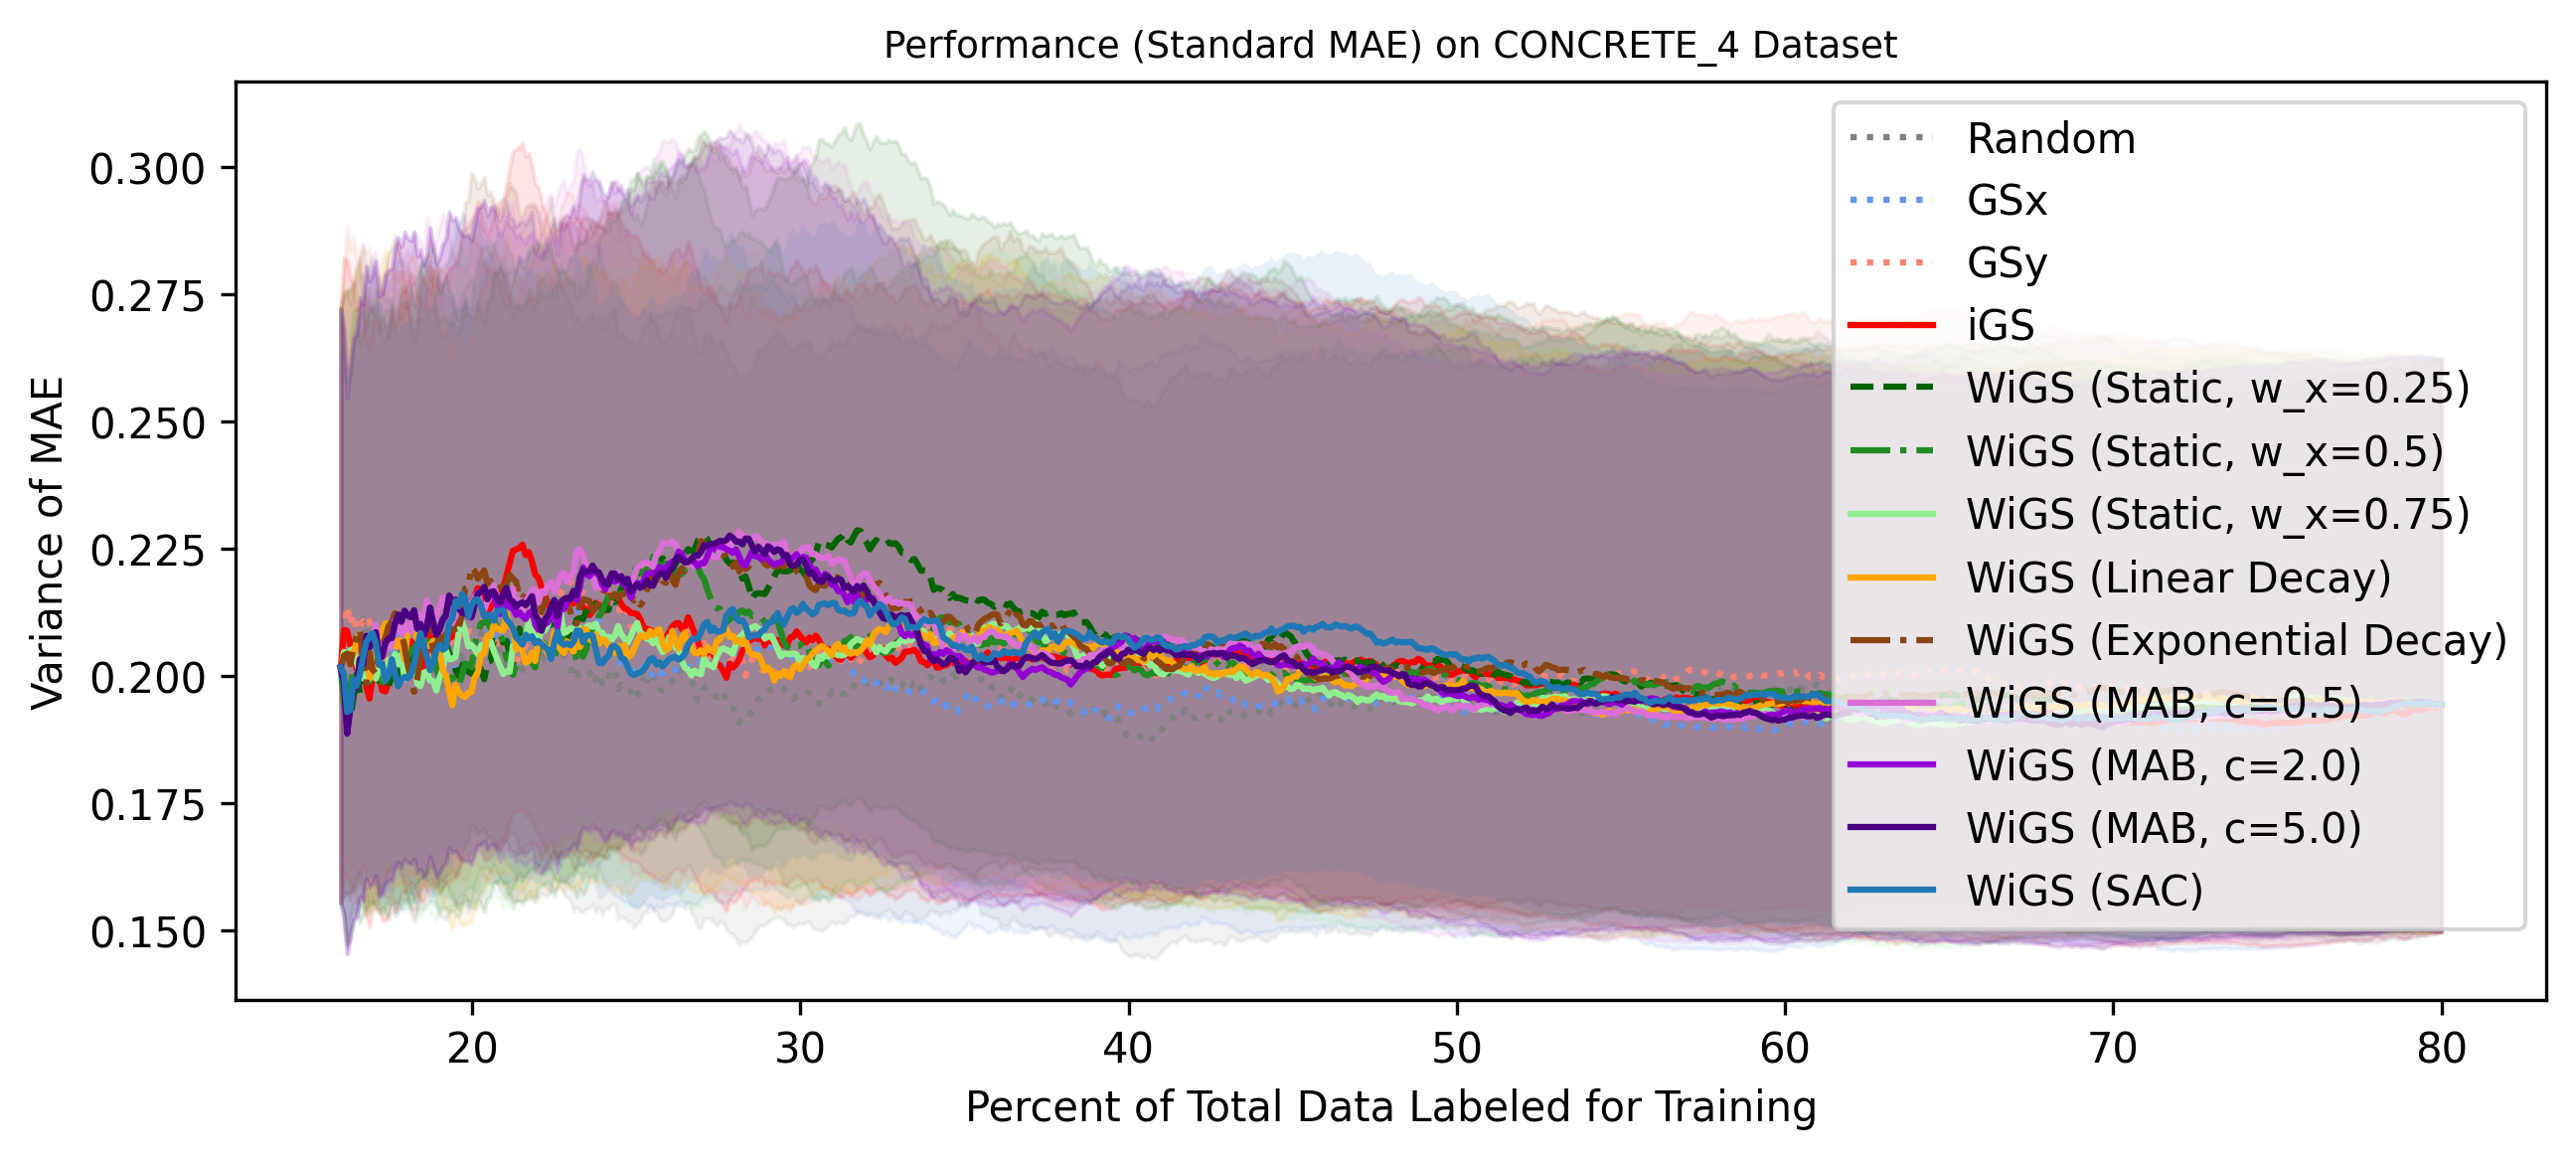 Performance (Standard MAE) on CONCRETE_4 Dataset
Variance of MAE
0.300
0.275
0.250
0.225
0.200
0.175
0.150
Random
GSx
GSy
iGS
WiGS (Static, w_x=0.25)
WiGS (Static, w_x=0.5)
WiGS (Static, w_x=0.75)
WiGS (Linear Decay)
WiGS (Exponential Decay)
WiGS (MAB, c=0.5)
WiGS (MAB, c=2.0)
WiGS (MAB, c=5.0)
WiGS (SAC)
20 30 40 50 60 70 80
Percent of Total Data Labeled for Training